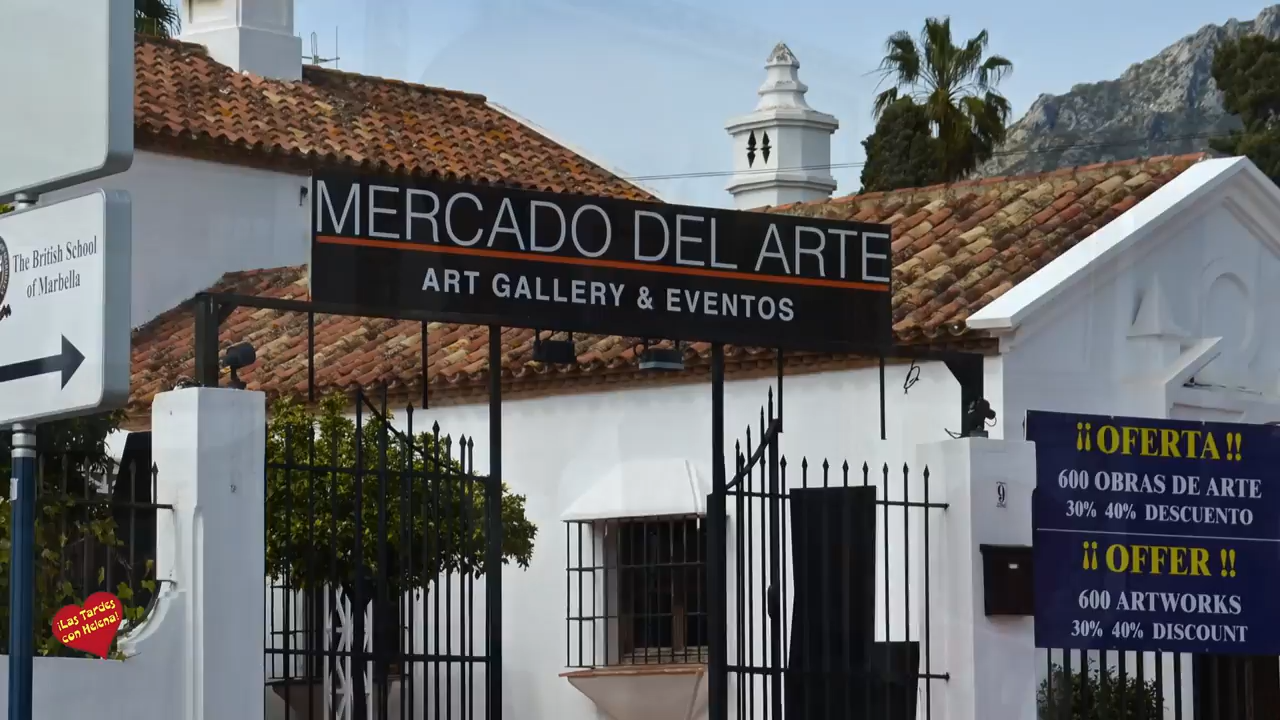 The British School
of Marbella
MERCADO DEL ARTE
ART GALLERY & EVENTOS
9
¡¡ OFERTA !!
600 OBRAS DE ARTE
30% 40% DESCUENTO
¡¡ OFFER !!
600 ARTWORKS
30% 40% DISCOUNT
¡Las Tardes
con Helena!